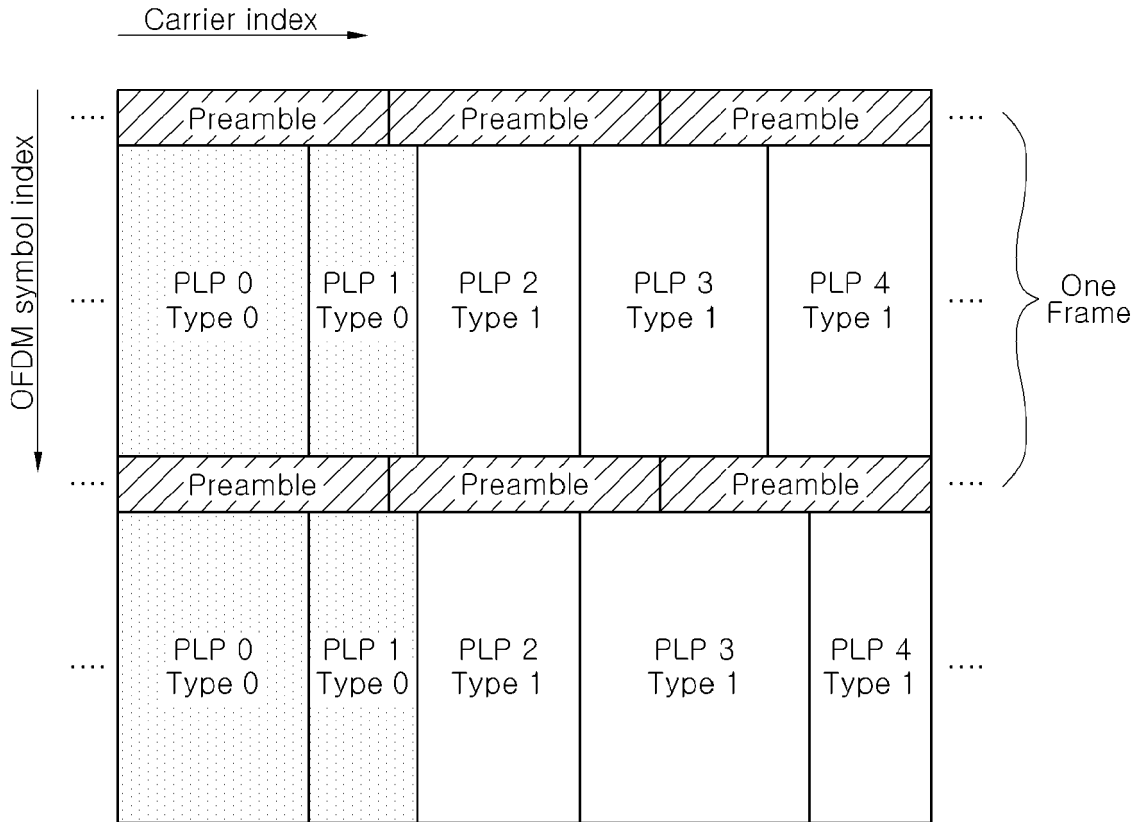 Carrier index
OFDM symbol index
.... Preamble Preamble Preamble ....
.... PLP 0 PLP 1 PLP 2 PLP 3 PLP 4 ....
Type 0 Type 0 Type 1 Type 1 Type 1
One
Frame
.... Preamble Preamble Preamble ....
.... PLP 0 PLP 1 PLP 2 PLP 3 PLP 4 ....
Type 0 Type 0 Type 1 Type 1 Type 1